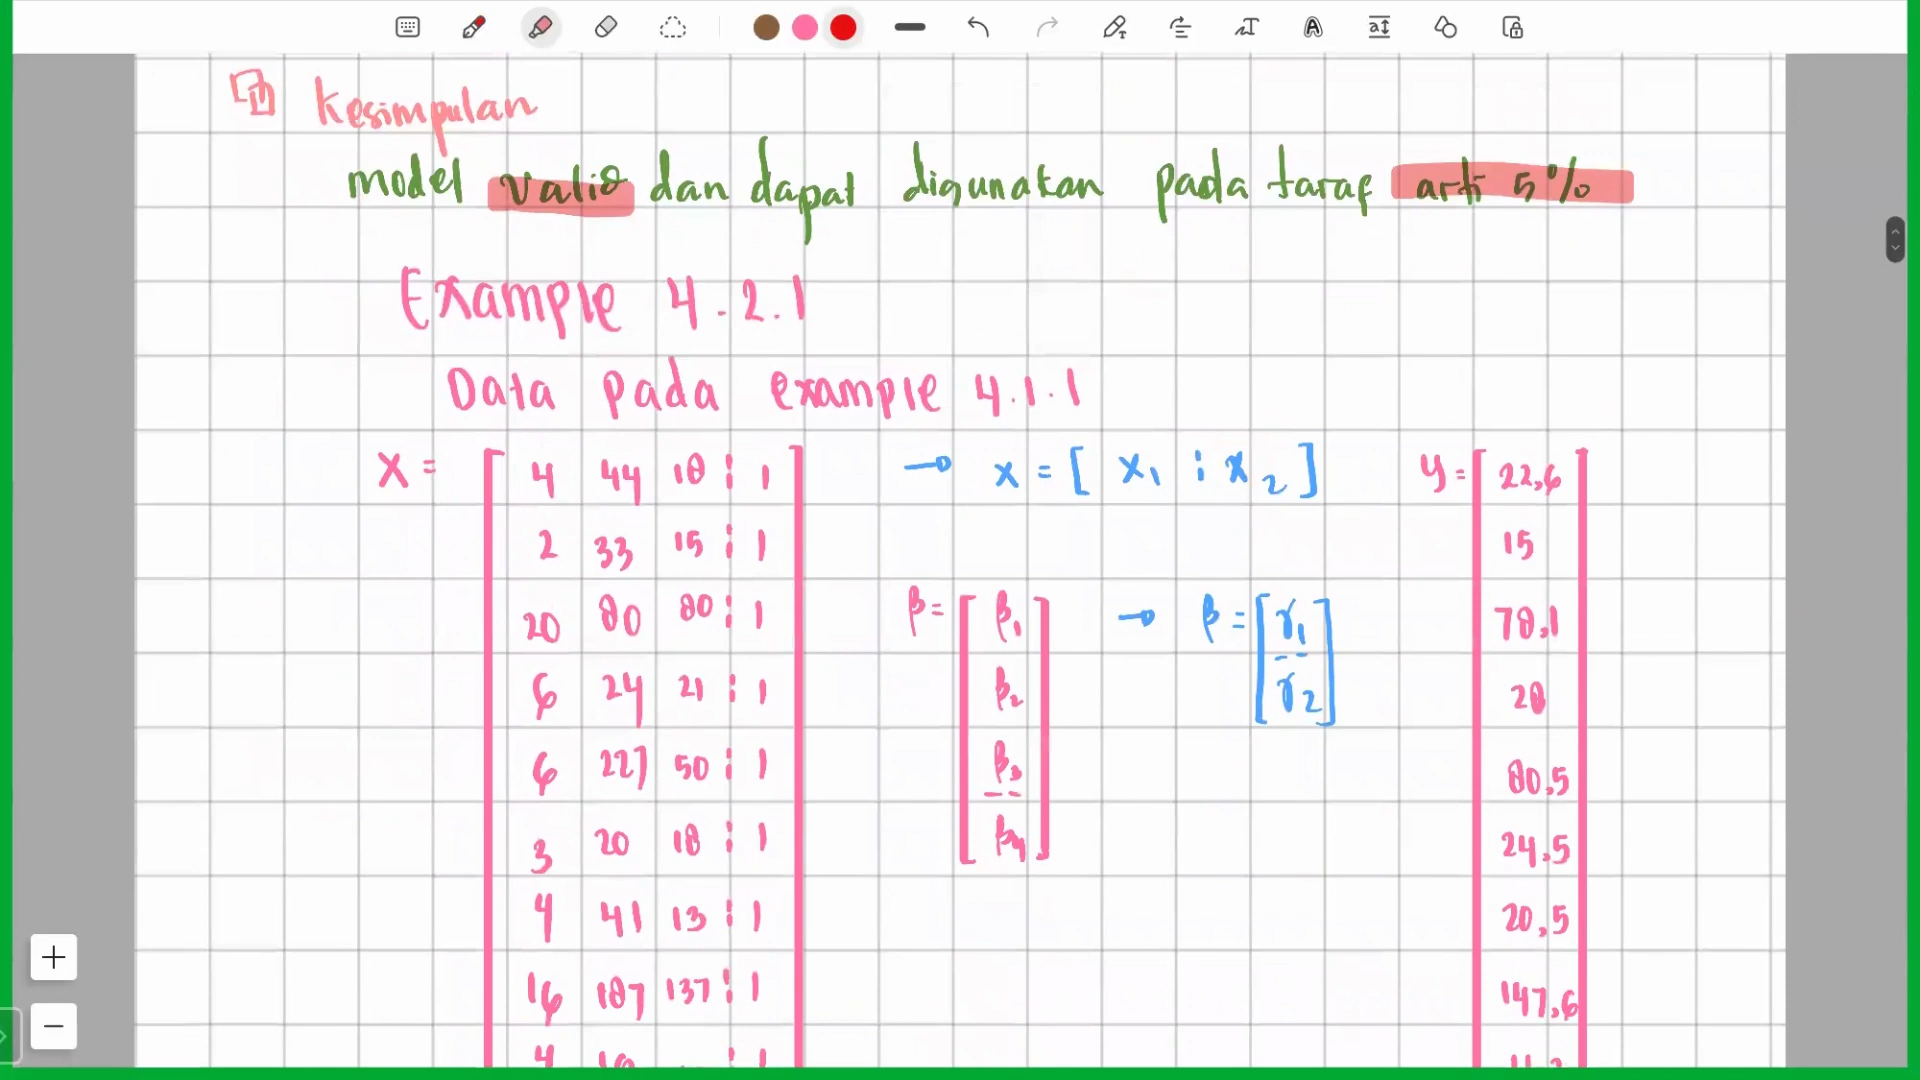 Kesimpulan
model valid dan dapat digunakan pada taraf arti 5%
Example 4.2.1
Data pada example 4.1.1
X = [ 4 44 18 ⋮ 1 ] → x = [ x₁ ⋮ x₂ ] y = [ 22,6 ]
2 33 15 ⋮ 1 15
20 80 80 ⋮ 1 β = [ β₁ → β = [ γ₁ 78,1
6 24 21 ⋮ 1 β₂ γ₂ ] 28
6 227 50 ⋮ 1 β₃ 80,5
3 20 18 ⋮ 1 β₄ ] 24,5
4 41 13 ⋮ 1 20,5
16 187 137 ⋮ 1 147,6